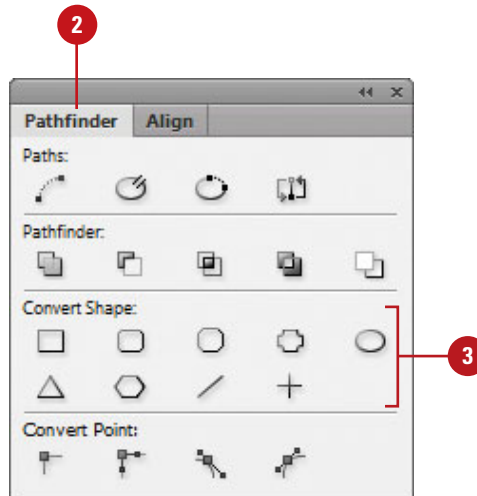 2
Pathfinder Align
Paths:
Pathfinder:
Convert Shape:
3
Convert Point: